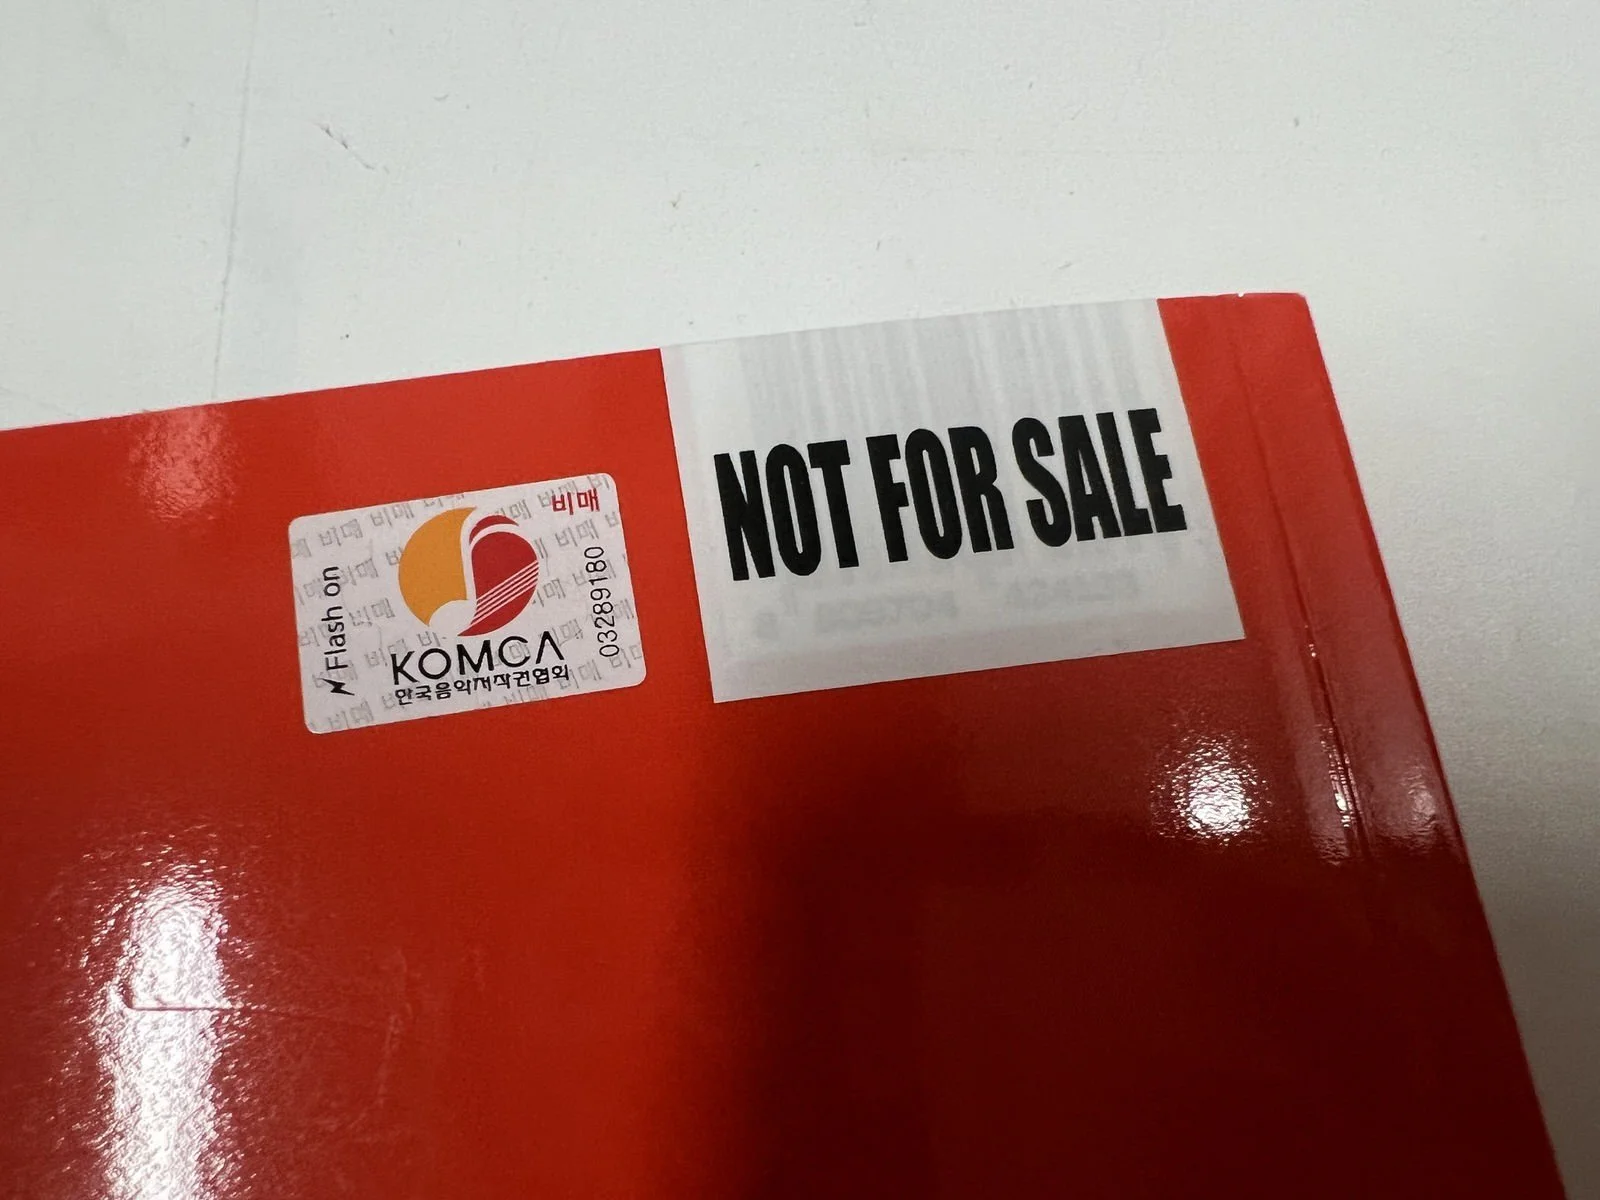 비매
Flash on
KOMCA
한국음악저작권협회
03289180
NOT FOR SALE